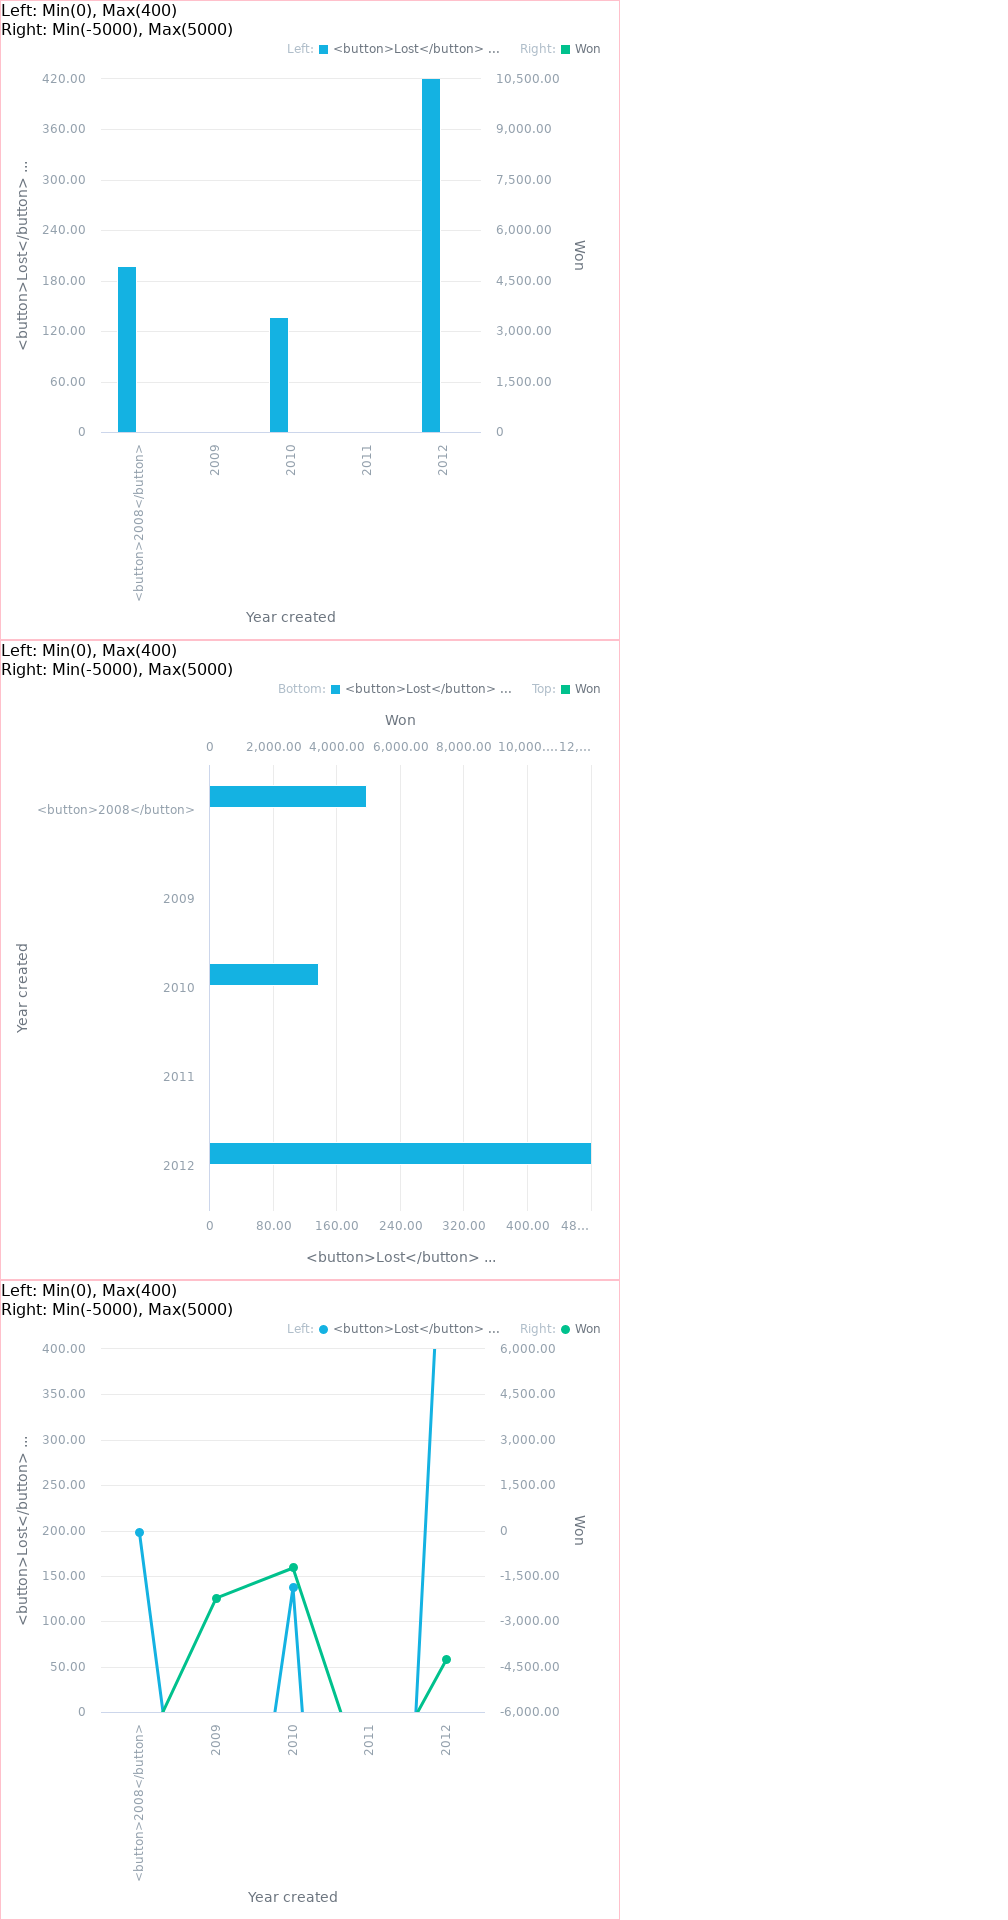 Left: Min(0), Max(400)
Right: Min(-5000), Max(5000)
Left: <button>Lost</button> ... Right: Won
420.00 10,500.00
360.00 9,000.00
300.00 7,500.00
240.00 6,000.00
180.00 4,500.00
120.00 3,000.00
60.00 1,500.00
0 0
<button>Lost</button> ...
Won
<button>2008</button> 2009 2010 2011 2012
Year created
Left: Min(0), Max(400)
Right: Min(-5000), Max(5000)
Bottom: <button>Lost</button> ... Top: Won
Won
0 2,000.00 4,000.00 6,000.00 8,000.00 10,000.... 12,...
<button>2008</button>
2009
2010
2011
2012
Year created
0 80.00 160.00 240.00 320.00 400.00 48...
<button>Lost</button> ...
Left: Min(0), Max(400)
Right: Min(-5000), Max(5000)
Left: <button>Lost</button> ... Right: Won
400.00 6,000.00
350.00 4,500.00
300.00 3,000.00
250.00 1,500.00
200.00 0
150.00 -1,500.00
100.00 -3,000.00
50.00 -4,500.00
0 -6,000.00
<button>Lost</button> ...
Won
<button>2008</button> 2009 2010 2011 2012
Year created